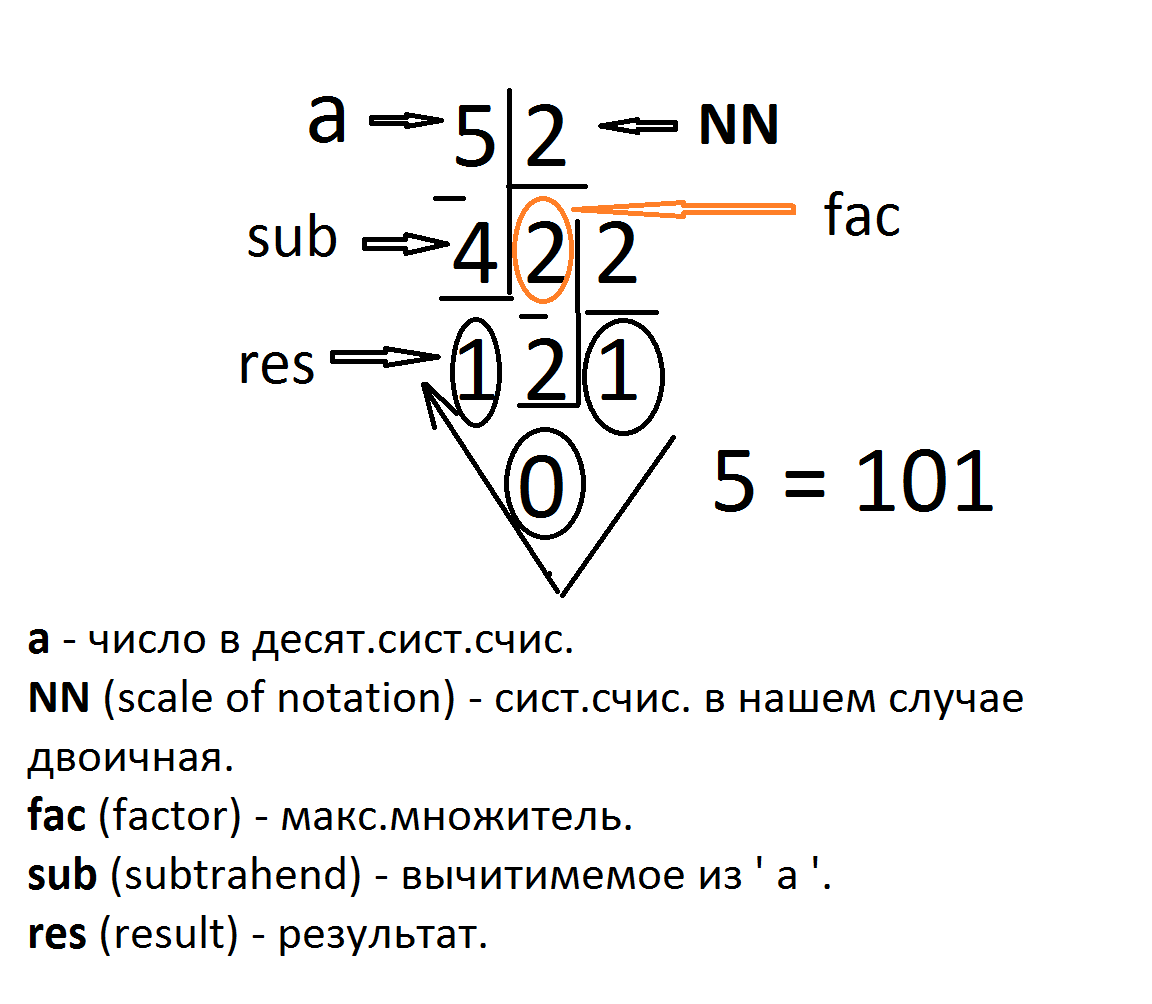 a 5 2 NN
sub 4 2 2 fac
res 1 2 1
0 5 = 101
a - число в десят.сист.счис.
NN (scale of notation) - сист.счис. в нашем случае
двоичная.
fac (factor) - макс.множитель.
sub (subtrahend) - вычитимемое из ' a '.
res (result) - результат.